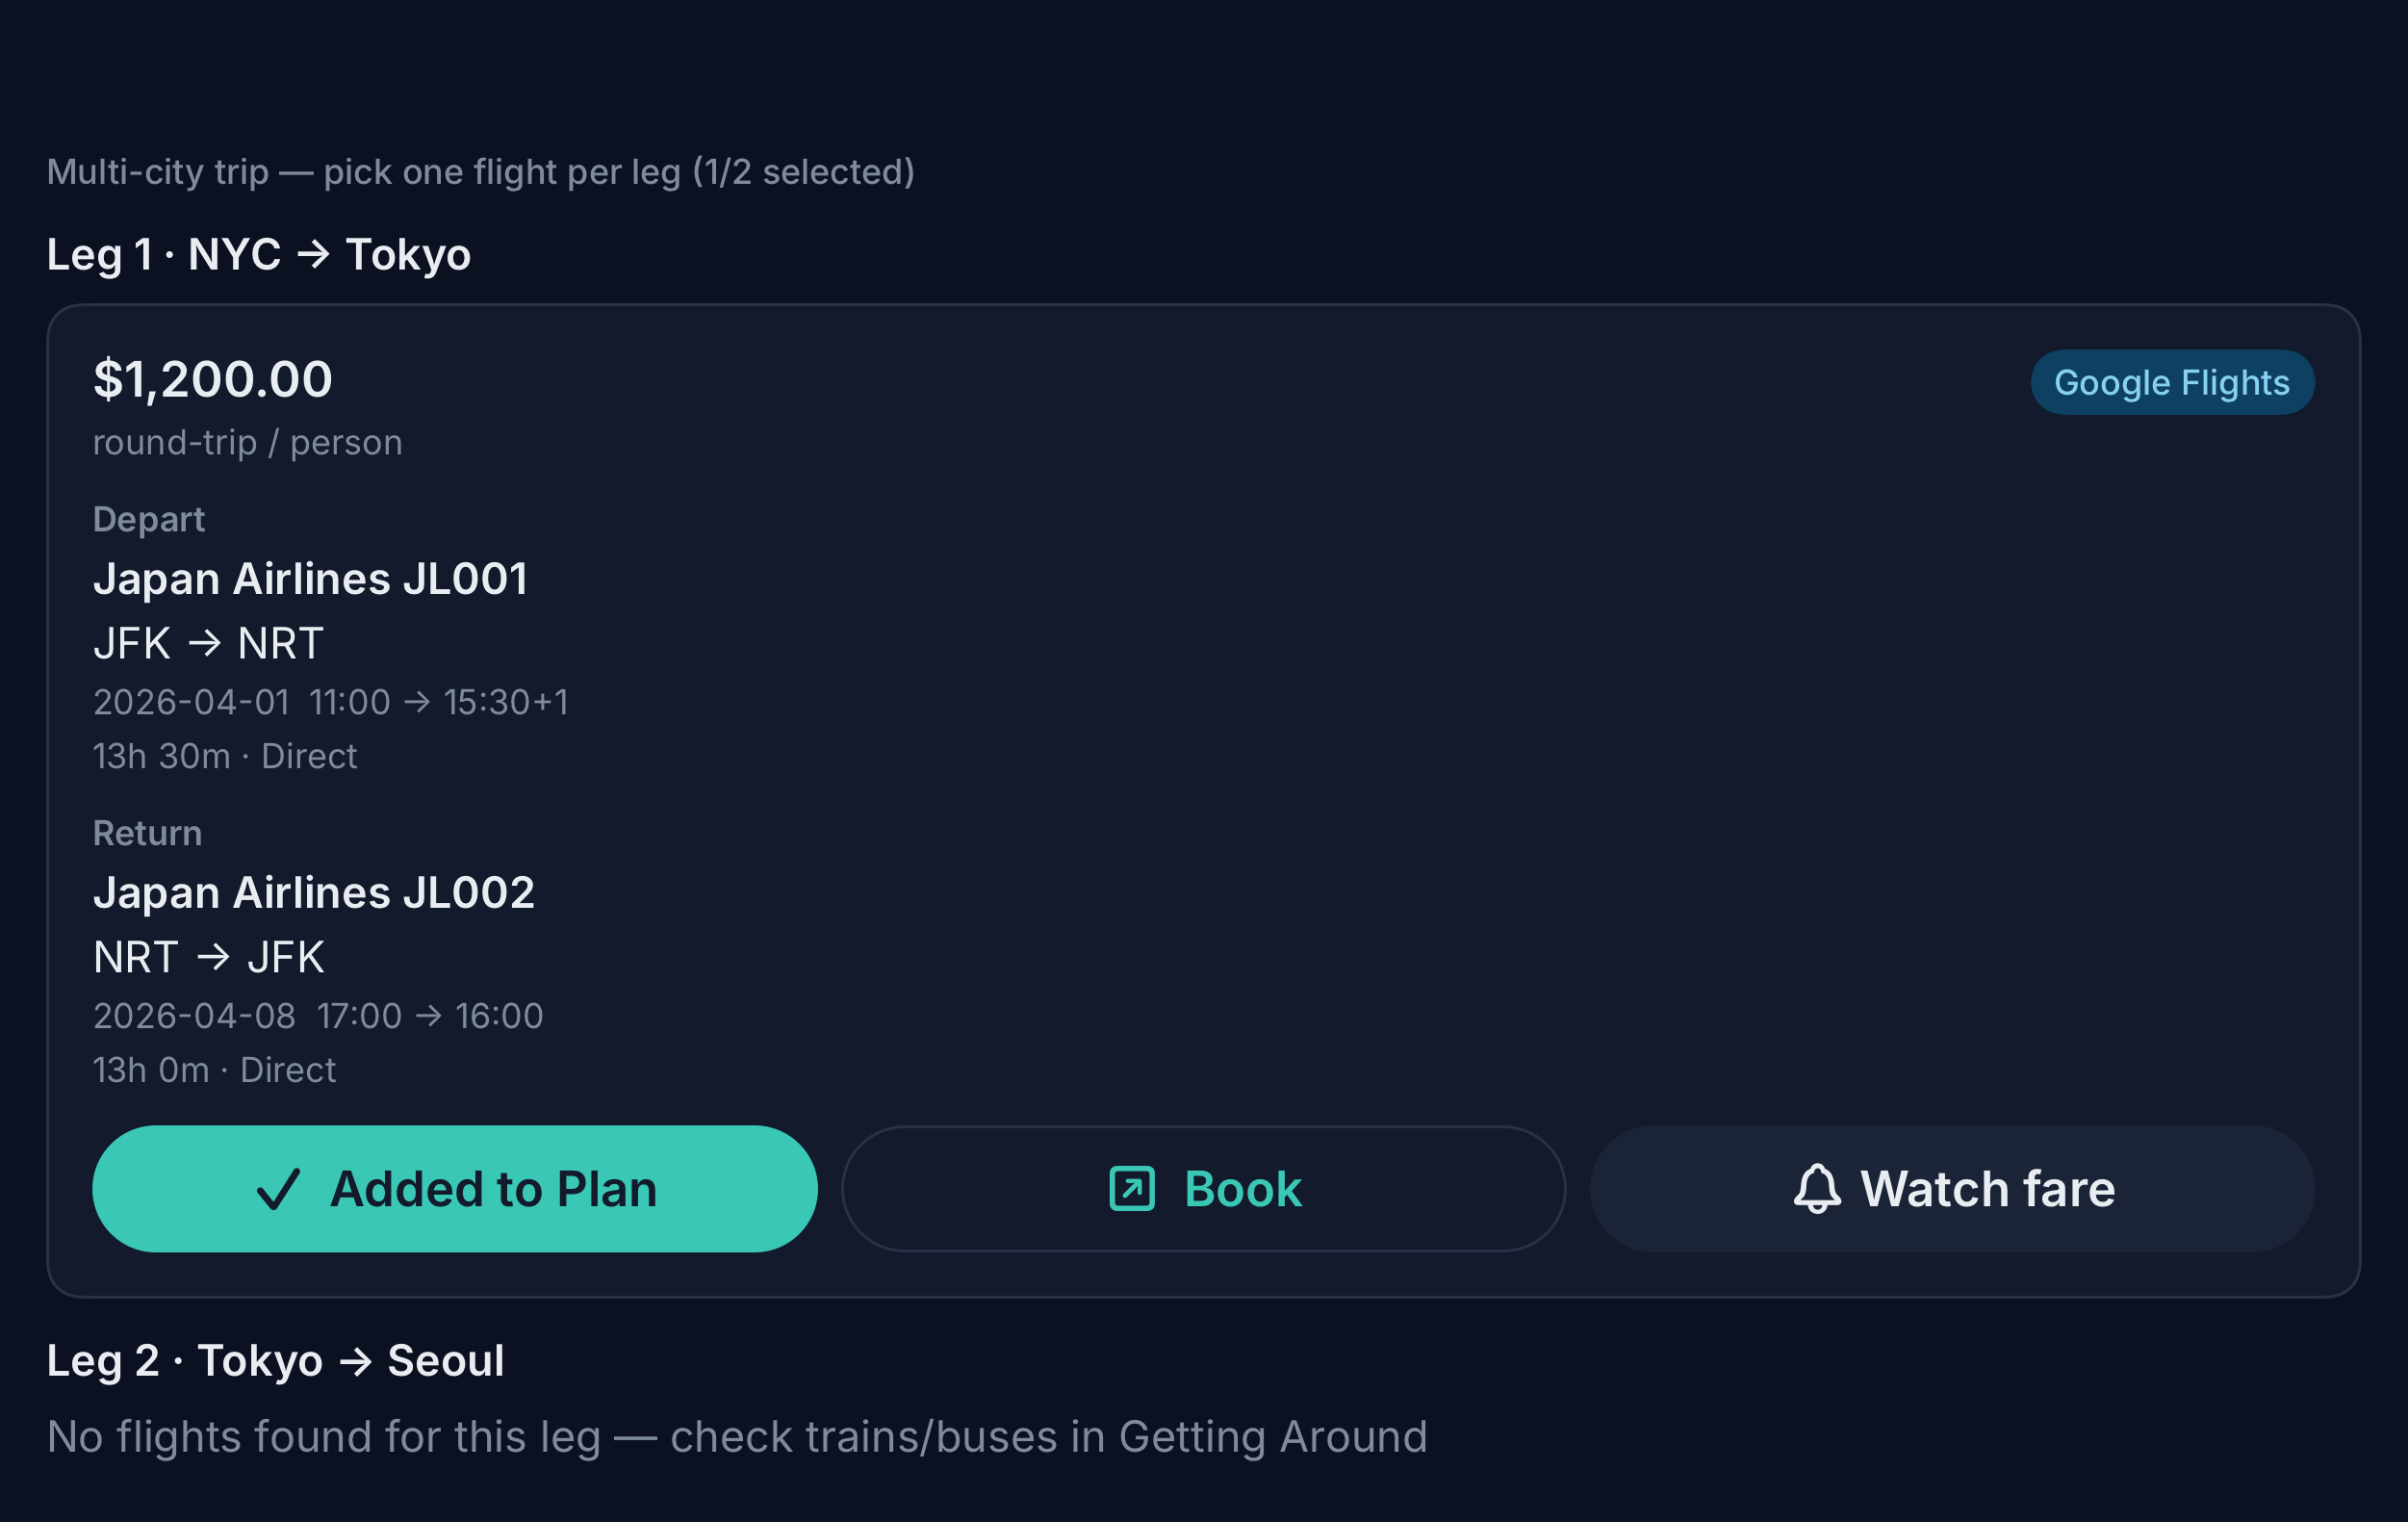 Multi-city trip — pick one flight per leg (1/2 selected)
Leg 1 · NYC → Tokyo
$1,200.00
Google Flights
round-trip / person
Depart
Japan Airlines JL001
JFK → NRT
2026-04-01 11:00 → 15:30+1
13h 30m · Direct
Return
Japan Airlines JL002
NRT → JFK
2026-04-08 17:00 → 16:00
13h 0m · Direct
Added to Plan
Book
Watch fare
Leg 2 · Tokyo → Seoul
No flights found for this leg — check trains/buses in Getting Around